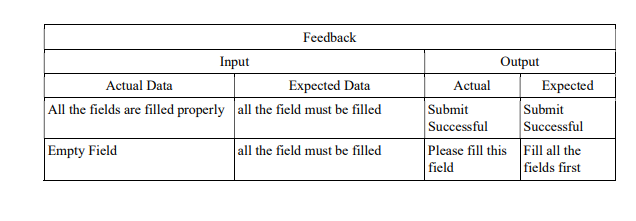 Feedback
Input Output
Actual Data Expected Data Actual Expected
All the fields are filled properly all the field must be filled Submit Submit
Successful Successful
Empty Field all the field must be filled Please fill this Fill all the
field fields first